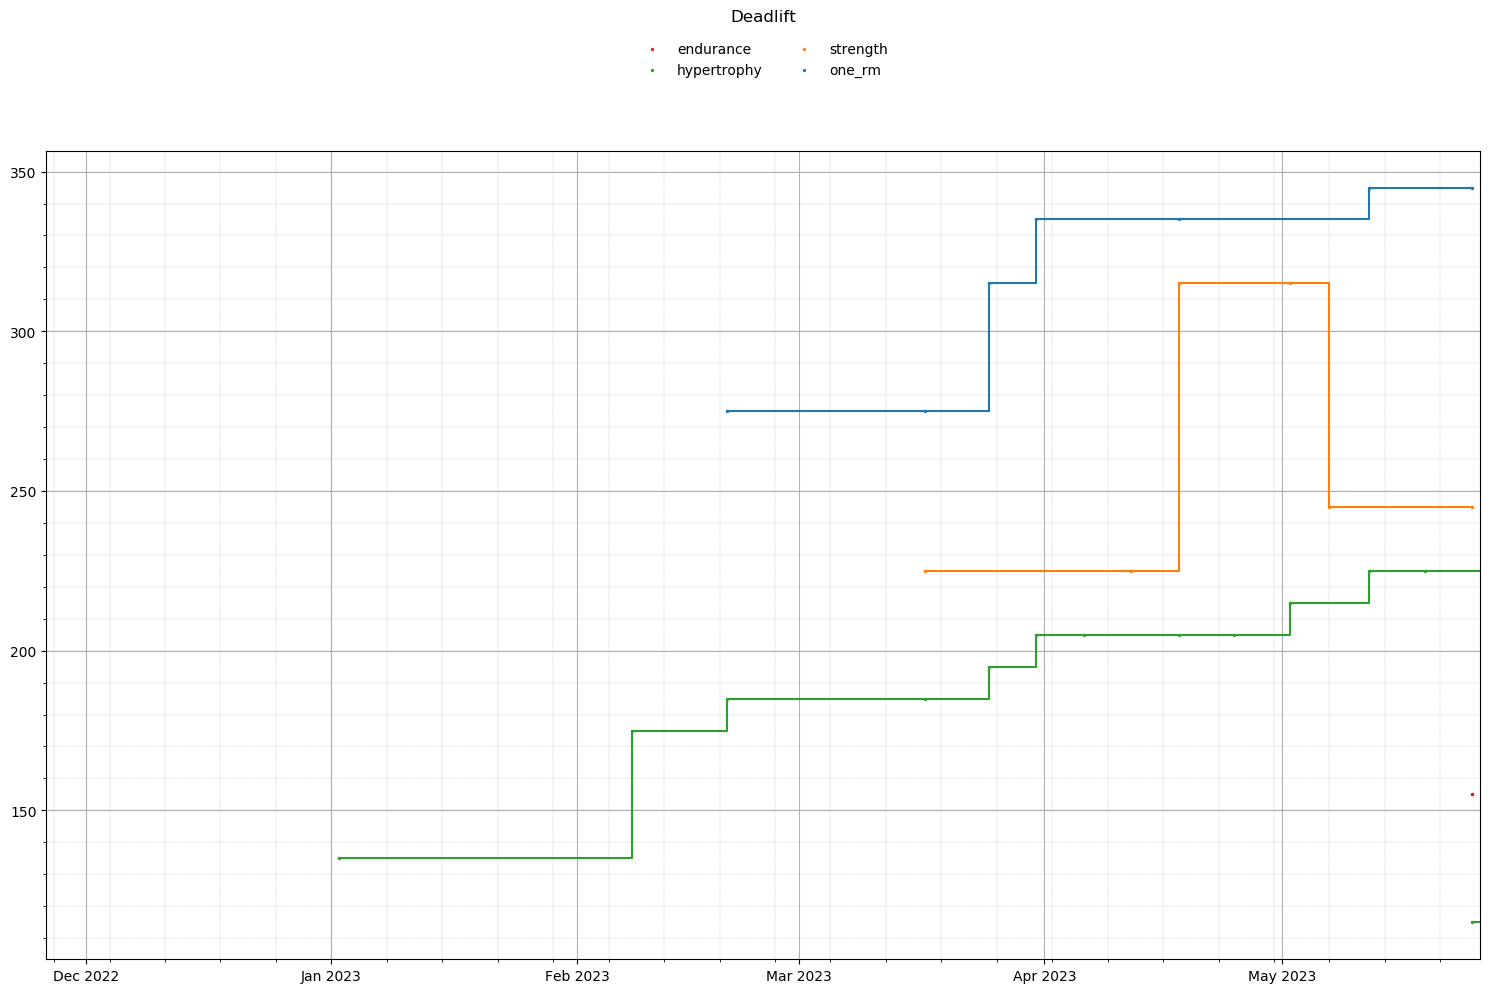 Deadlift
endurance strength
hypertrophy one_rm
350
300
250
200
150
Dec 2022 Jan 2023 Feb 2023 Mar 2023 Apr 2023 May 2023